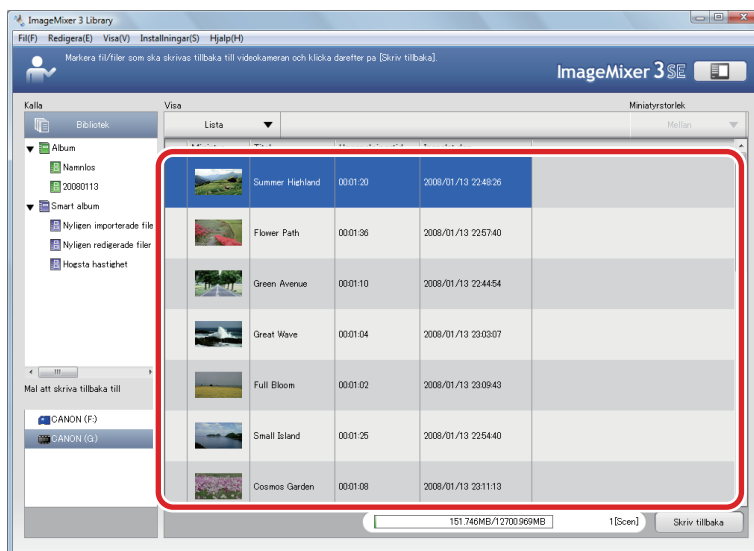 ImageMixer 3 Library
Fil(F) Redigera(E) Visa(V) Installningar(S) Hjalp(H)
Markera fil/filer som ska skrivas tillbaka till videokameran och klicka darefter pa [Skriv tillbaka].
ImageMixer 3 SE
Kalla
Visa
Miniatyrstorlek
Bibliotek
Lista
Mellan
Album
Namnlos
20080113
Smart album
Nyligen importerade file
Nyligen redigerade filer
Hogsta hastighet
Summer Highland 00:01:20 2008/01/13 22:48:26
Flower Path 00:01:36 2008/01/13 22:57:40
Green Avenue 00:01:10 2008/01/13 22:44:54
Great Wave 00:01:04 2008/01/13 23:03:07
Full Bloom 00:01:02 2008/01/13 23:09:43
Small Island 00:01:25 2008/01/13 22:54:40
Cosmos Garden 00:01:08 2008/01/13 23:11:13
Mal att skriva tillbaka till
CANON (F:)
CANON (G:)
151.746MB/12700.969MB 1[Scen] Skriv tillbaka